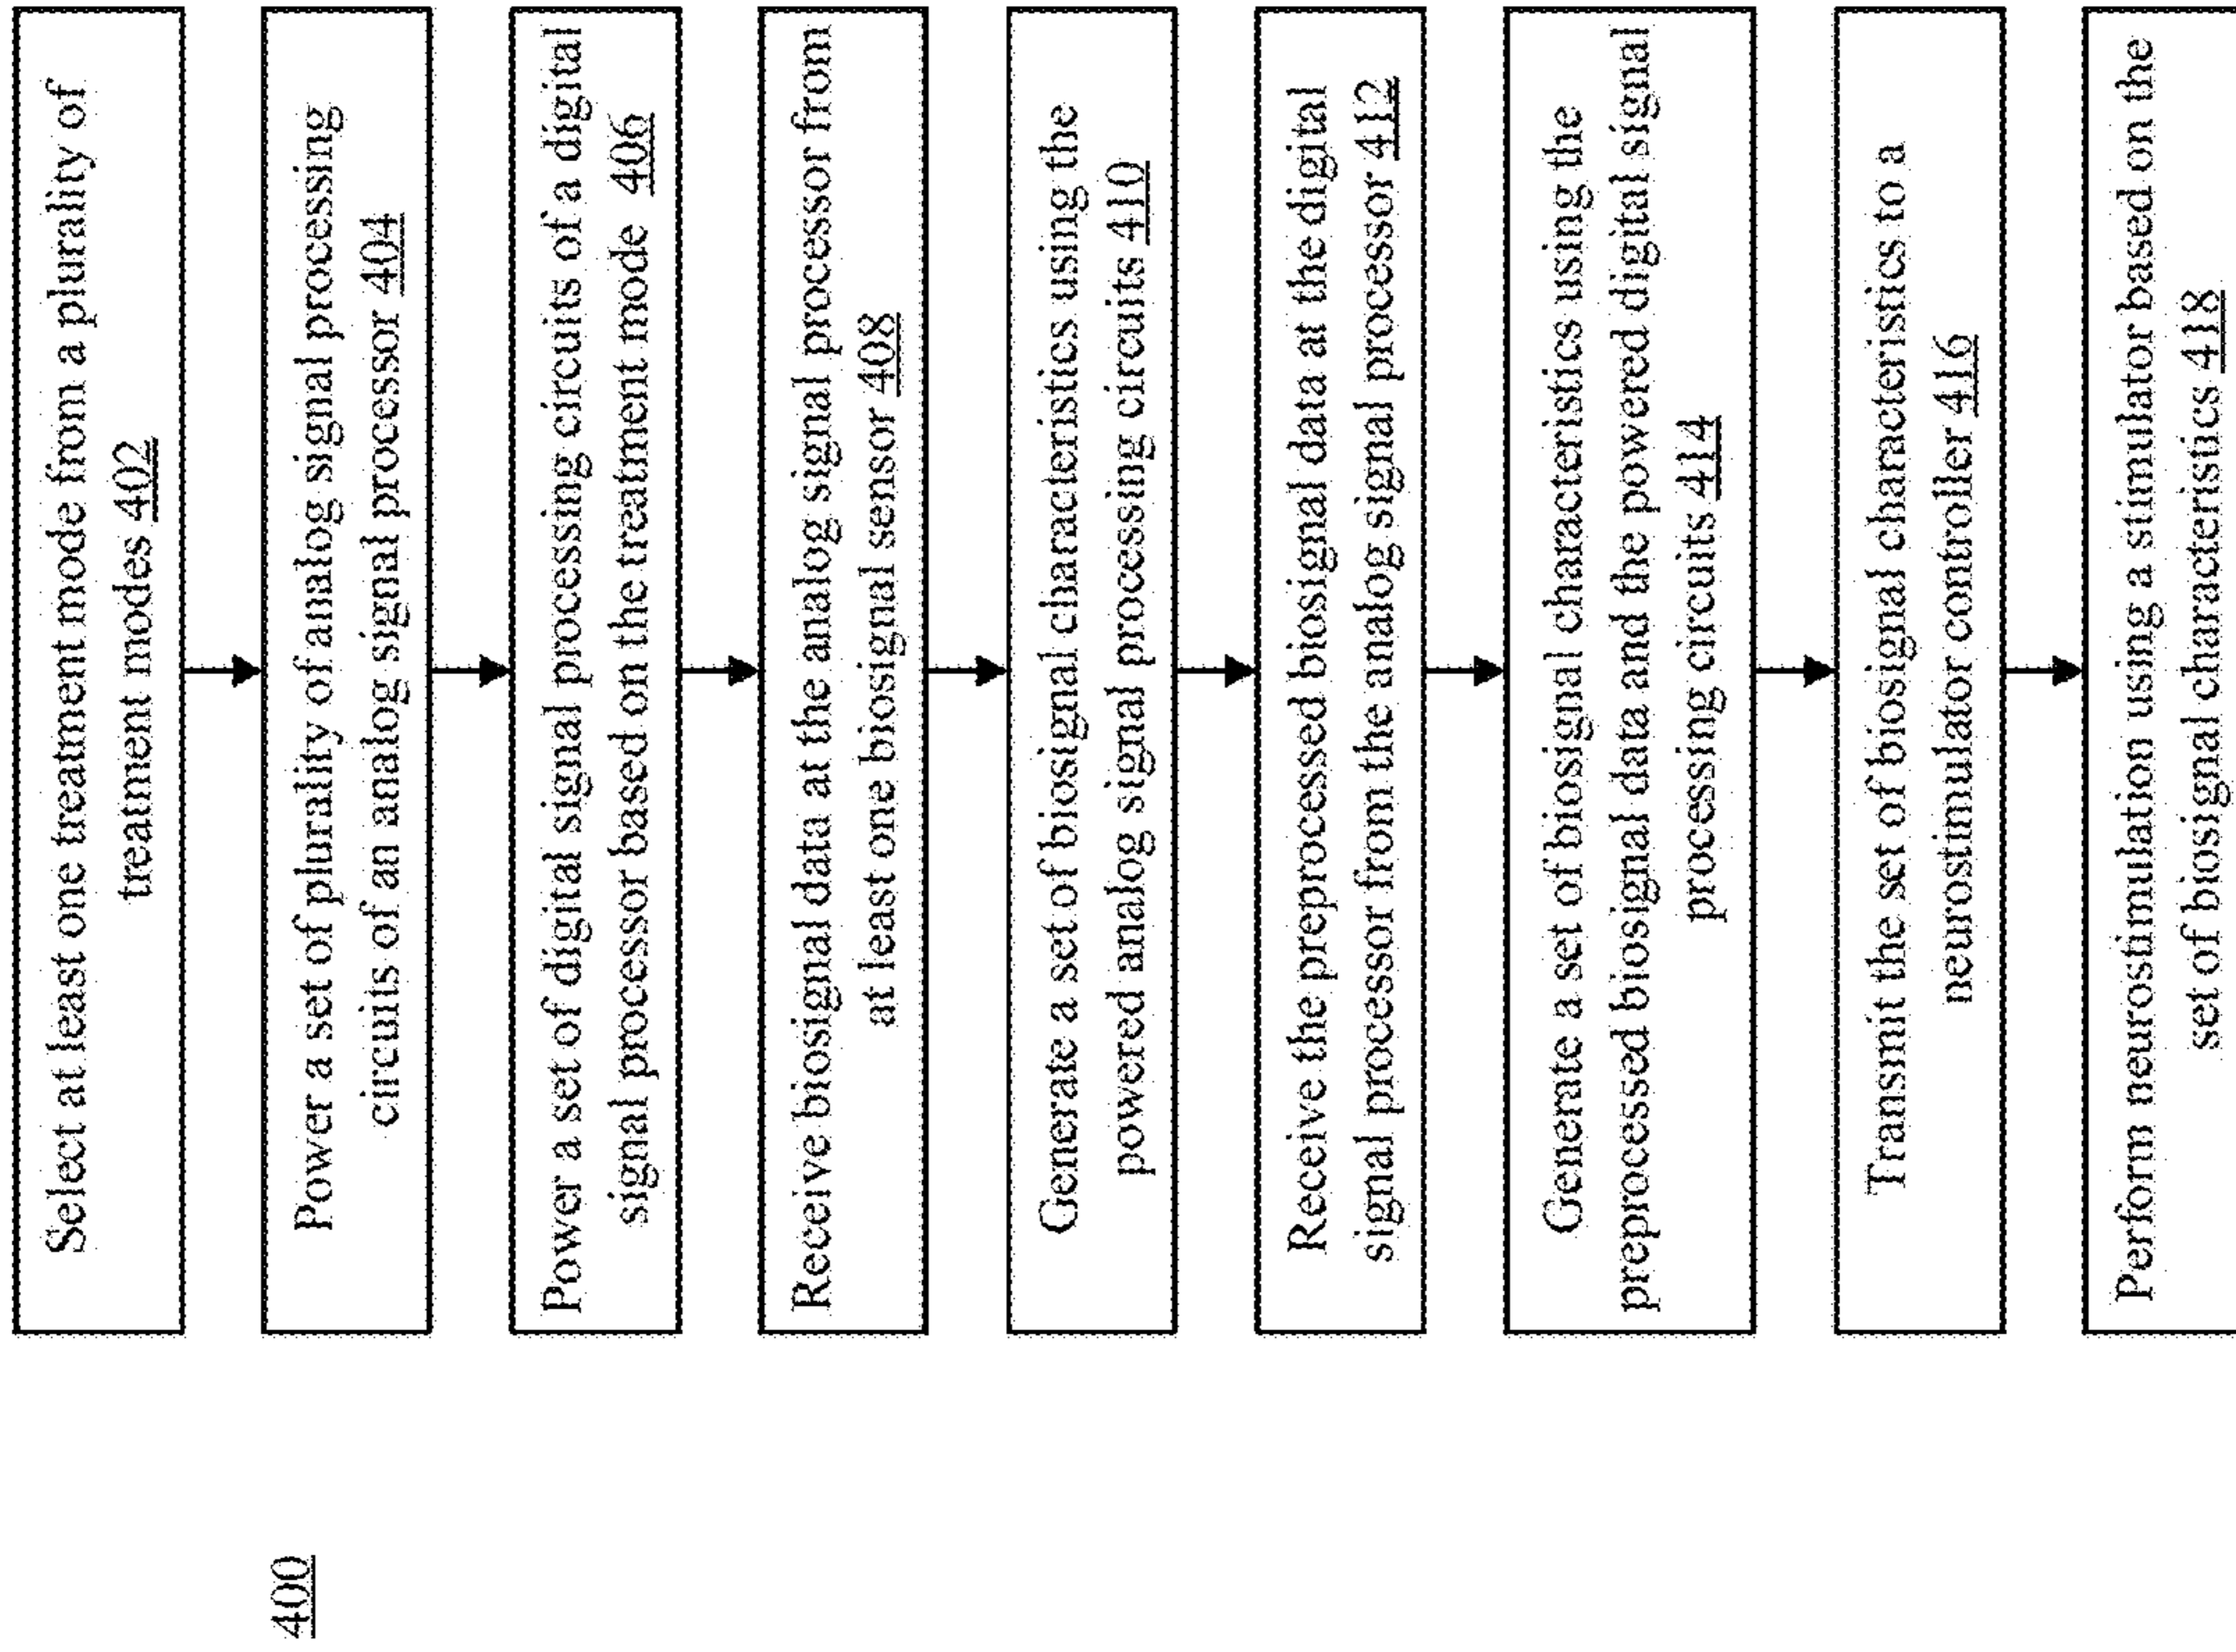 400
Select at least one treatment mode from a plurality of
treatment modes 402
Power a set of plurality of analog signal processing
circuits of an analog signal processor 404
Power a set of digital signal processing circuits of a digital
signal processor based on the treatment mode 406
Receive biosignal data at the analog signal processor from
at least one biosignal sensor 408
Generate a set of biosignal characteristics using the
powered analog signal processing circuits 410
Receive the preprocessed biosignal data at the digital
signal processor from the analog signal processor 412
Generate a set of biosignal characteristics using the
preprocessed biosignal data and the powered digital signal
processing circuits 414
Transmit the set of biosignal characteristics to a
neurostimulator controller 416
Perform neurostimulation using a stimulator based on the
set of biosignal characteristics 418